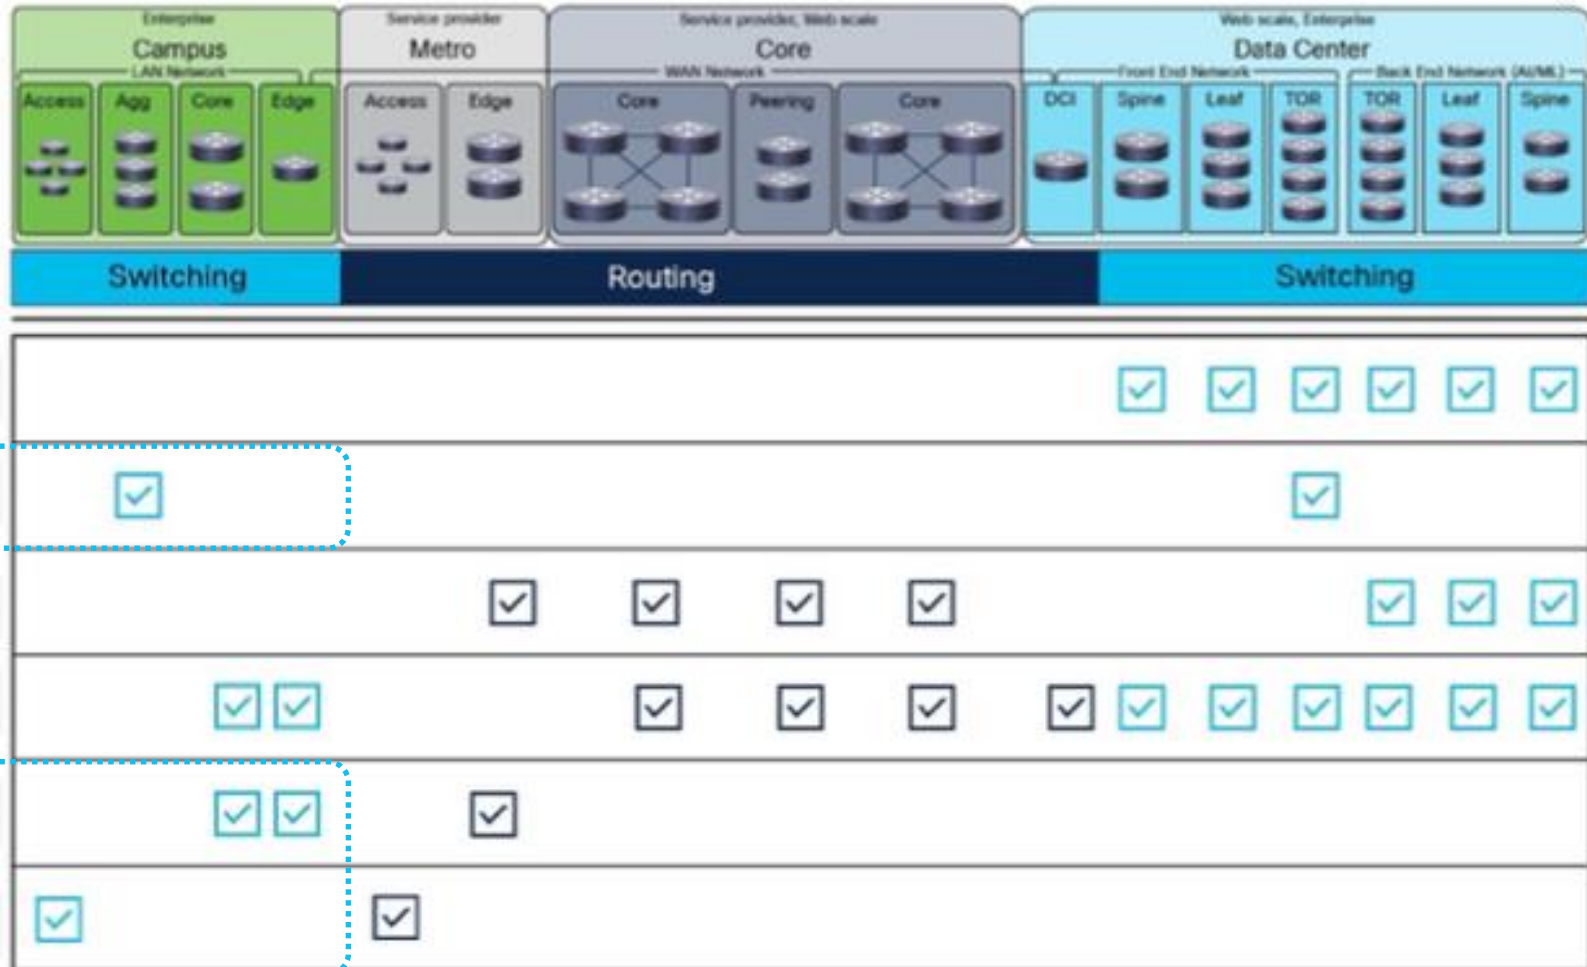 Enterprise
Campus
LAN Network
Access
Agg
Core
Edge
Service provider
Metro
Access
Edge
Service provider, Web scale
Core
WAN Network
Core
Peering
Core
Web scale, Enterprise
Data Center
Front End Network
Back End Network (AI/ML)
DCI
Spine
Leaf
TOR
TOR
Leaf
Spine
Switching
Routing
Switching